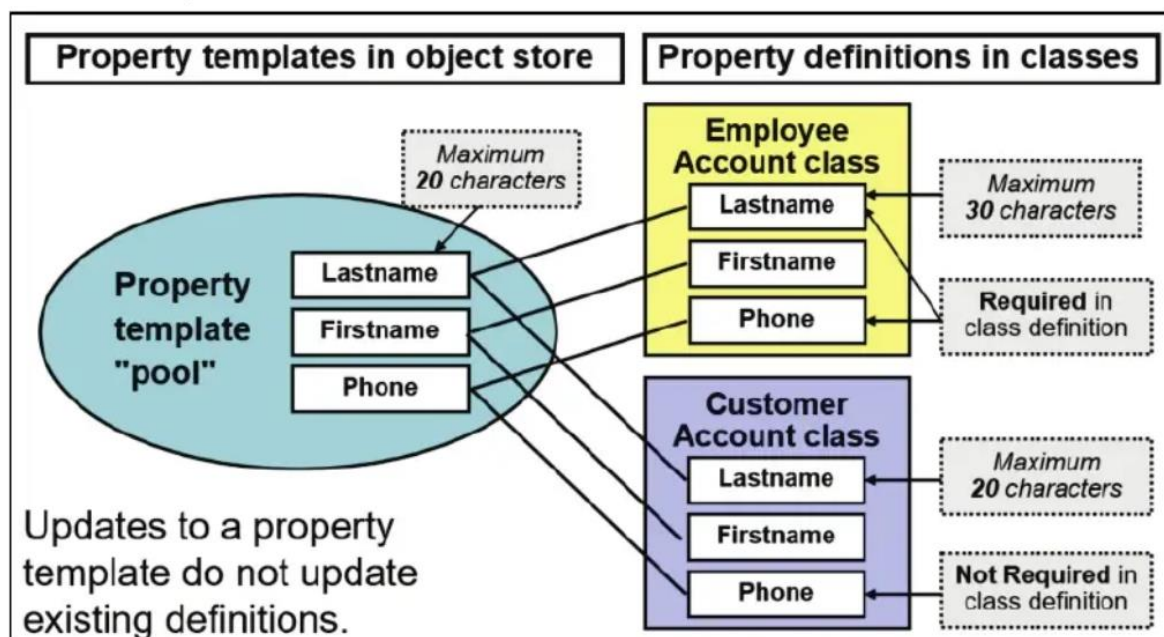 Property templates in object store
Property definitions in classes
Maximum
20 characters
Property
template
"pool"
Lastname
Firstname
Phone
Updates to a property
template do not update
existing definitions.
Employee
Account class
Lastname
Firstname
Phone
Maximum
30 characters
Required in
class definition
Customer
Account class
Lastname
Firstname
Phone
Maximum
20 characters
Not Required in
class definition